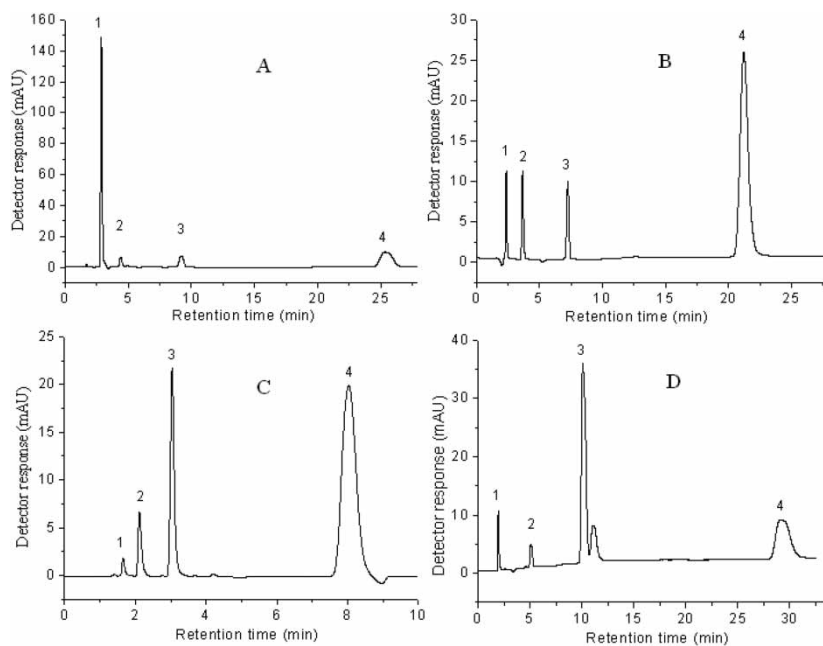 A
Detector response (mAU)
160
140
120
100
80
60
40
20
0
1
2
3
4
0 5 10 15 20 25
Retention time (min)
B
Detector response (mAU)
30
25
20
15
10
5
0
1
2
3
4
0 5 10 15 20 25
Retention time (min)
C
Detector response (mAU)
25
20
15
10
5
0
1
2
3
4
0 2 4 6 8 10
Retention time (min)
D
Detector response (mAU)
40
30
20
10
0
1
2
3
4
0 5 10 15 20 25 30
Retention time (min)